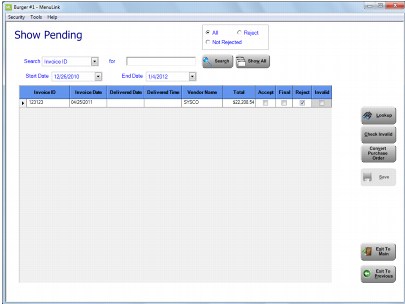 Burger #1 - MenuLink
Security Tools Help
Show Pending
All Reject
Not Rejected
Search Invoice ID for Search Show All
Start Date 12/26/2010 End Date 1/4/2012
Invoice ID Invoice Date Delivered Date Delivered Time Vendor Name Total Accept Final Reject Invalid
123123 04/25/2011 SYSCO $22,208.54
Lookup
Check Invalid
Convert
Purchase
Order
Save
Exit To
Main
Exit To
Previous